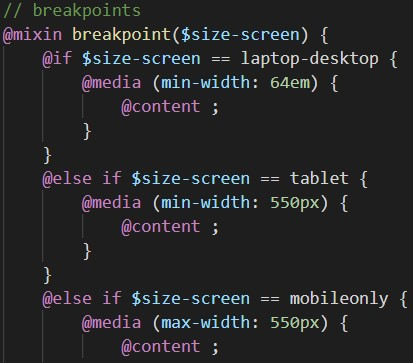 // breakpoints
@mixin breakpoint($size-screen) {
    @if $size-screen == laptop-desktop {
        @media (min-width: 64em) {
            @content ;
        }
    }
    @else if $size-screen == tablet {
        @media (min-width: 550px) {
            @content ;
        }
    }
    @else if $size-screen == mobileonly {
        @media (max-width: 550px) {
            @content ;